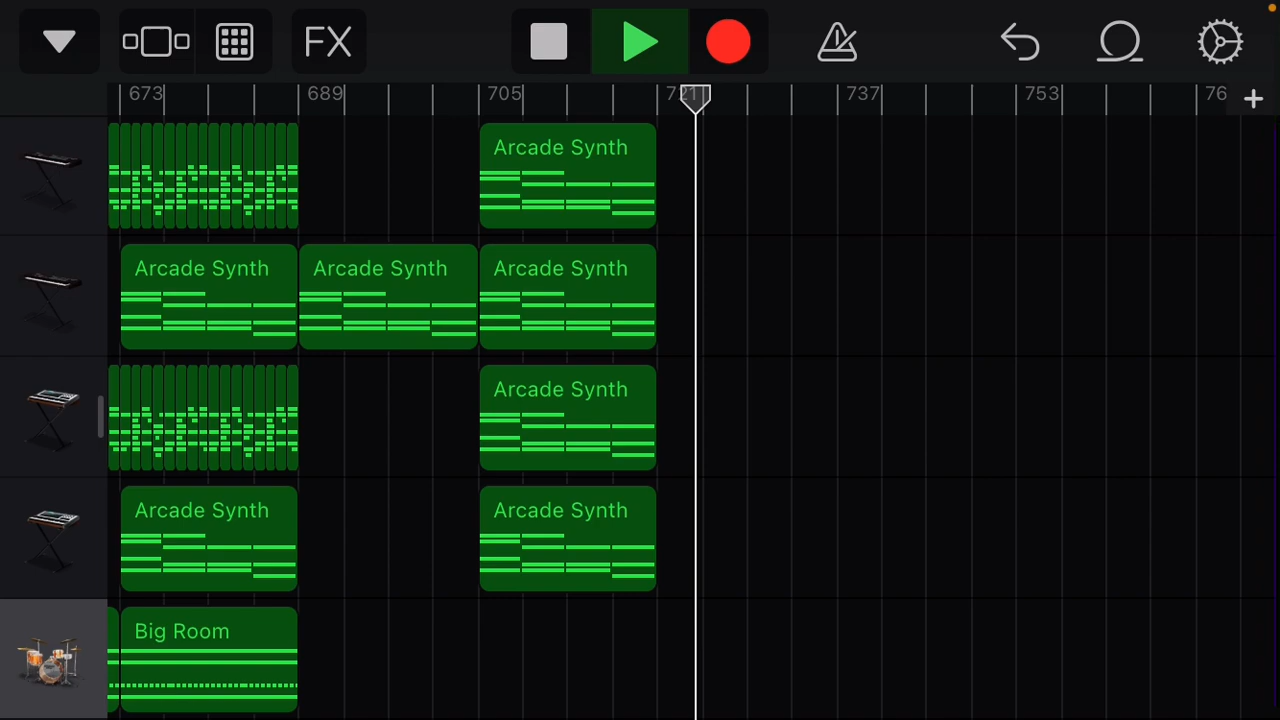 FX
673 689 705 721 737 753 76
Arcade Synth
Arcade Synth Arcade Synth Arcade Synth
Arcade Synth
Arcade Synth Arcade Synth
Big Room